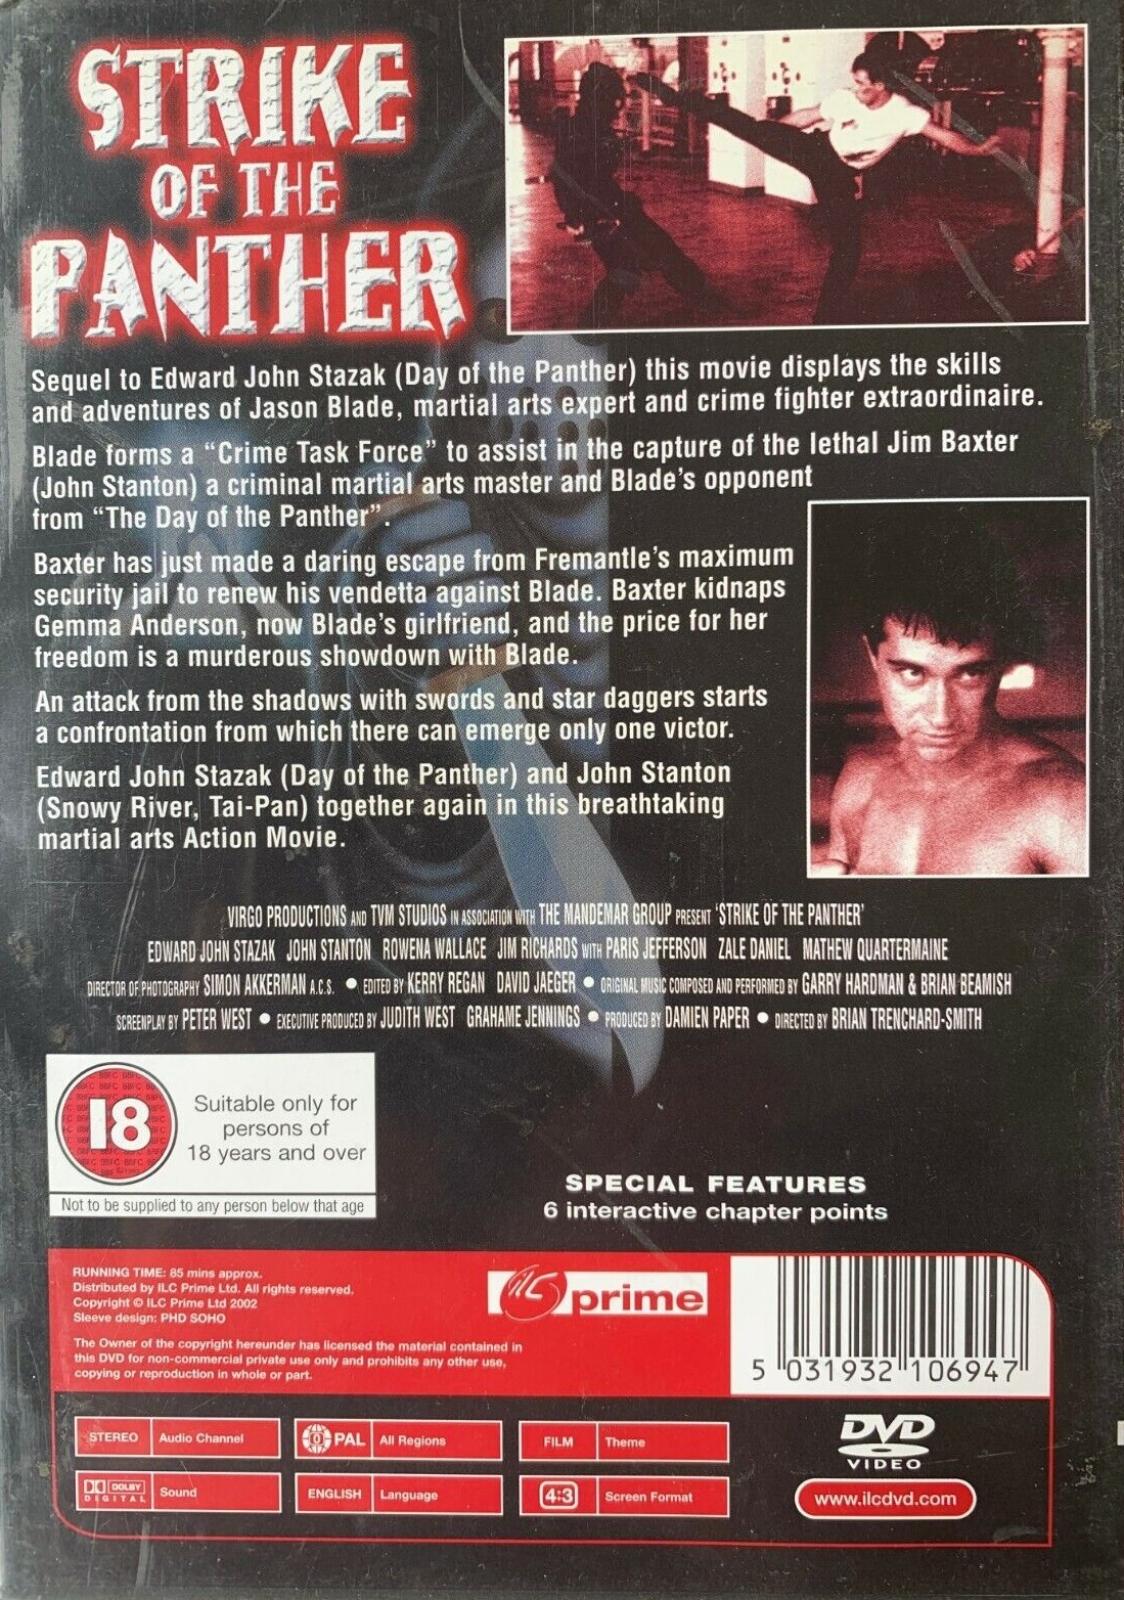 STRIKE
OF THE
PANTHER
Sequel to Edward John Stazak (Day of the Panther) this movie displays the skills
and adventures of Jason Blade, martial arts expert and crime fighter extraordinaire.
Blade forms a “Crime Task Force” to assist in the capture of the lethal Jim Baxter
(John Stanton) a criminal martial arts master and Blade’s opponent
from “The Day of the Panther”.
Baxter has just made a daring escape from Fremantle’s maximum
security jail to renew his vendetta against Blade. Baxter kidnaps
Gemma Anderson, now Blade’s girlfriend, and the price for her
freedom is a murderous showdown with Blade.
An attack from the shadows with swords and star daggers starts
a confrontation from which there can emerge only one victor.
Edward John Stazak (Day of the Panther) and John Stanton
(Snowy River, Tai-Pan) together again in this breathtaking
martial arts Action Movie.
VIRGO PRODUCTIONS AND TVM STUDIOS IN ASSOCIATION WITH THE MANDEMAR GROUP PRESENT ‘STRIKE OF THE PANTHER’
EDWARD JOHN STAZAK JOHN STANTON ROWENA WALLACE JIM RICHARDS WITH PARIS JEFFERSON ZALE DANIEL MATHEW QUARTERMAINE
DIRECTOR OF PHOTOGRAPHY SIMON AKKERMAN A.C.S. ● EDITED BY KERRY REGAN DAVID JAEGER ● ORIGINAL MUSIC COMPOSED AND PERFORMED BY GARRY HARDMAN & BRIAN BEAMISH
SCREENPLAY BY PETER WEST ● EXECUTIVE PRODUCED BY JUDITH WEST GRAHAME JENNINGS ● PRODUCED BY DAMIEN PAPER ● DIRECTED BY BRIAN TRENCHARD-SMITH
18
Suitable only for
persons of
18 years and over
Not to be supplied to any person below that age
SPECIAL FEATURES
6 interactive chapter points
RUNNING TIME: 85 mins approx.
Distributed by ILC Prime Ltd. All rights reserved.
Copyright © ILC Prime Ltd 2002
Sleeve design: PHD SOHO
The Owner of the copyright hereunder has licensed the material contained in
this DVD for non-commercial private use only and prohibits any other use,
copying or reproduction in whole or part.
ilc prime
5 031932 106947
STEREO Audio Channel
0 PAL All Regions
FILM Theme
DOLBY DIGITAL Sound
ENGLISH Language
4:3 Screen Format
DVD
VIDEO
www.ilcdvd.com